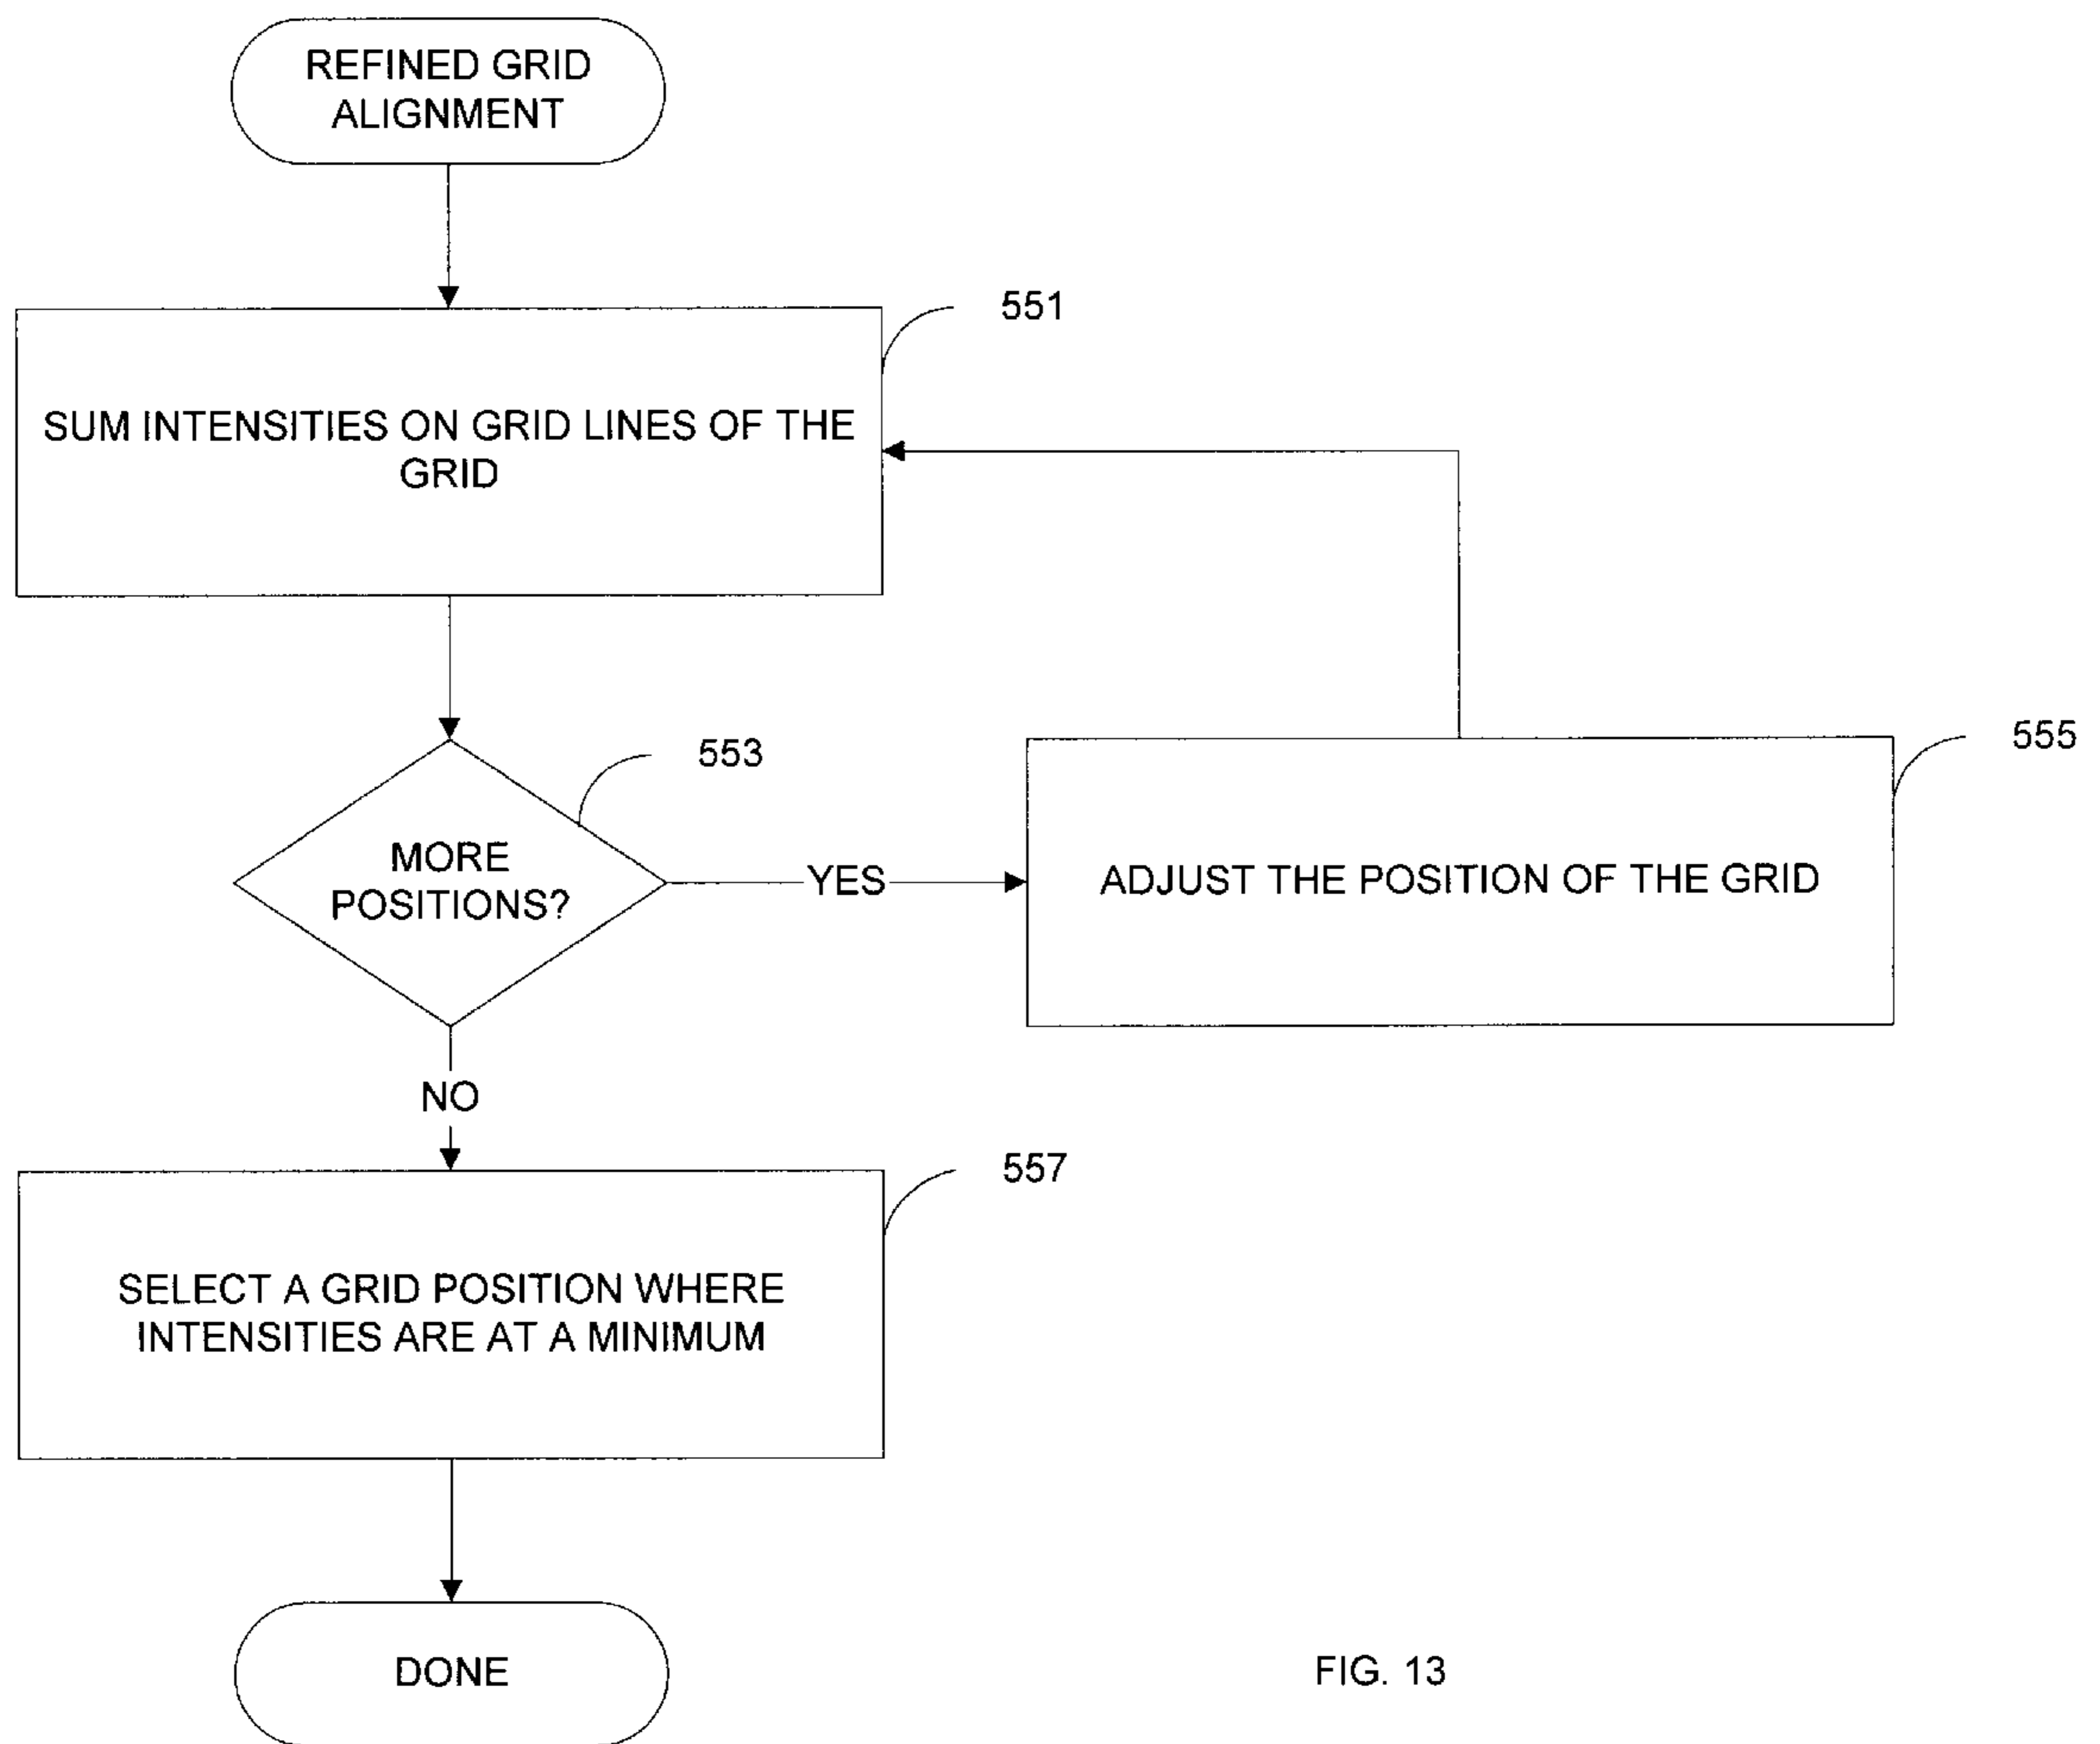 REFINED GRID
ALIGNMENT
551
SUM INTENSITIES ON GRID LINES OF THE
GRID
553
MORE
POSITIONS?
YES
555
ADJUST THE POSITION OF THE GRID
NO
557
SELECT A GRID POSITION WHERE
INTENSITIES ARE AT A MINIMUM
DONE
FIG. 13